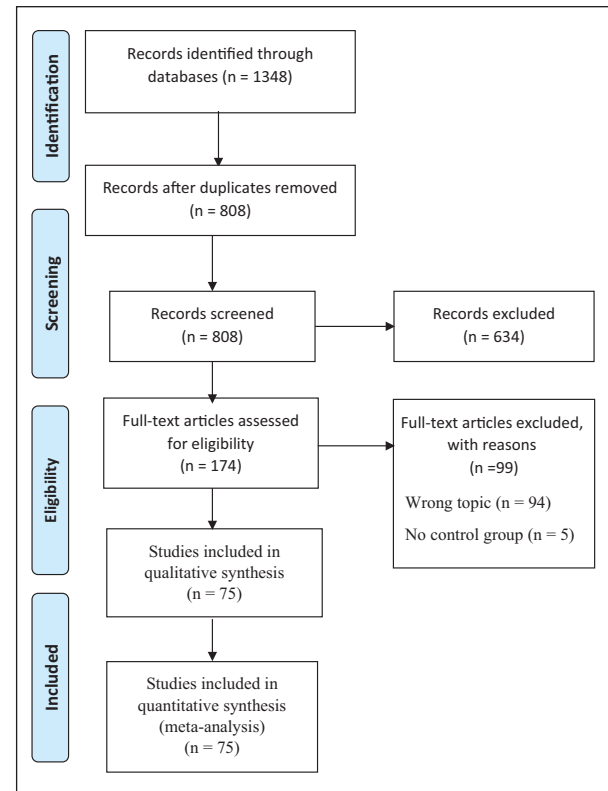 Identification
Records identified through
databases (n = 1348)
Records after duplicates removed
(n = 808)
Screening
Records screened
(n = 808)
Records excluded
(n = 634)
Eligibility
Full-text articles assessed
for eligibility
(n = 174)
Full-text articles excluded,
with reasons
(n =99)
Wrong topic (n = 94)
No control group (n = 5)
Studies included in
qualitative synthesis
(n = 75)
Included
Studies included in
quantitative synthesis
(meta-analysis)
(n = 75)